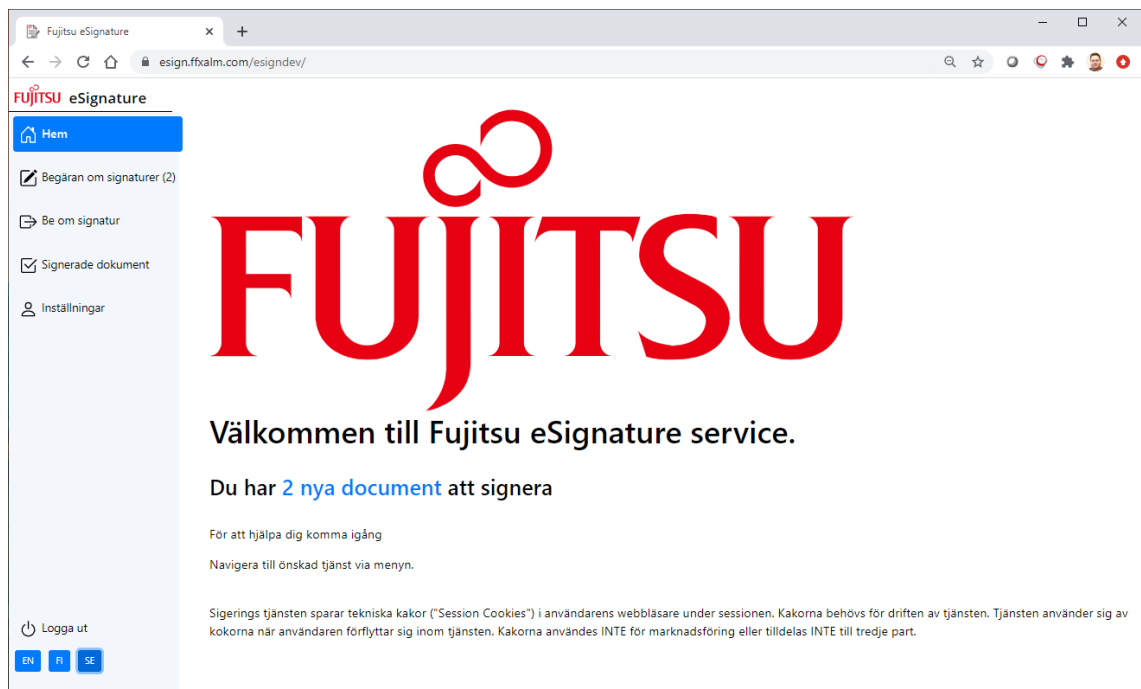 Fujitsu eSignature
esign.ffxalm.com/esigndev/
FUJITSU eSignature
Hem
Begäran om signaturer (2)
Be om signatur
Signerade dokument
Inställningar
FUJITSU
Välkommen till Fujitsu eSignature service.
Du har 2 nya document att signera
För att hjälpa dig komma igång
Navigera till önskad tjänst via menyn.
Sigerings tjänsten sparar tekniska kakor ("Session Cookies") i användarens webbläsare under sessionen. Kakorna behövs för driften av tjänsten. Tjänsten använder sig av
kokorna när användaren förflyttar sig inom tjänsten. Kakorna användes INTE för marknadsföring eller tilldelas INTE till tredje part.
Logga ut
EN FI SE